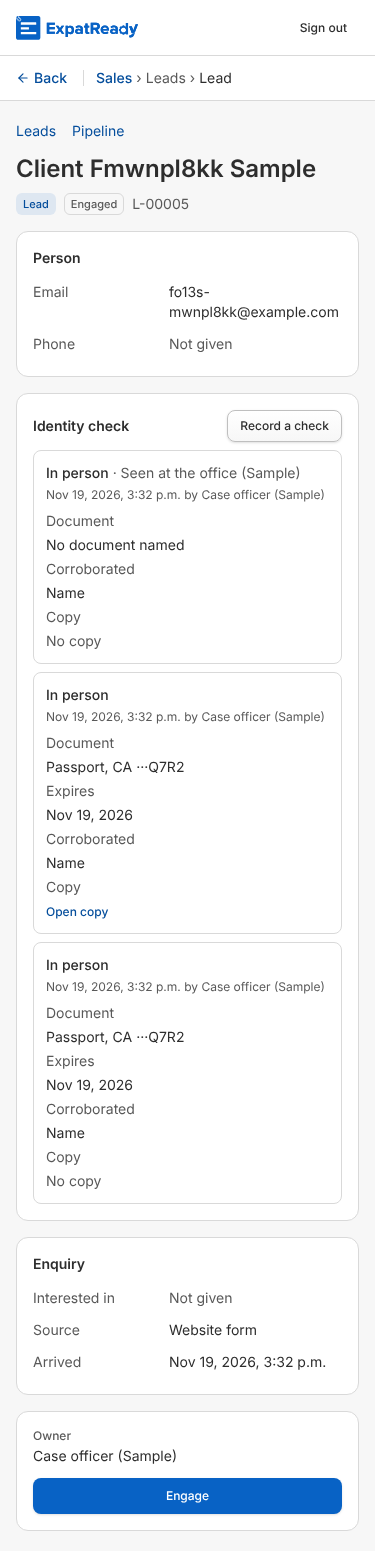 ExpatReady
Sign out
← Back
Sales › Leads › Lead
Leads Pipeline
Client Fmwnpl8kk Sample
Lead Engaged L-00005
Person
Email
fo13s-
mwnpl8kk@example.com
Phone Not given
Identity check
Record a check
In person · Seen at the office (Sample)
Nov 19, 2026, 3:32 p.m. by Case officer (Sample)
Document
No document named
Corroborated
Name
Copy
No copy
In person
Nov 19, 2026, 3:32 p.m. by Case officer (Sample)
Document
Passport, CA ···Q7R2
Expires
Nov 19, 2026
Corroborated
Name
Copy
Open copy
In person
Nov 19, 2026, 3:32 p.m. by Case officer (Sample)
Document
Passport, CA ···Q7R2
Expires
Nov 19, 2026
Corroborated
Name
Copy
No copy
Enquiry
Interested in Not given
Source Website form
Arrived Nov 19, 2026, 3:32 p.m.
Owner
Case officer (Sample)
Engage